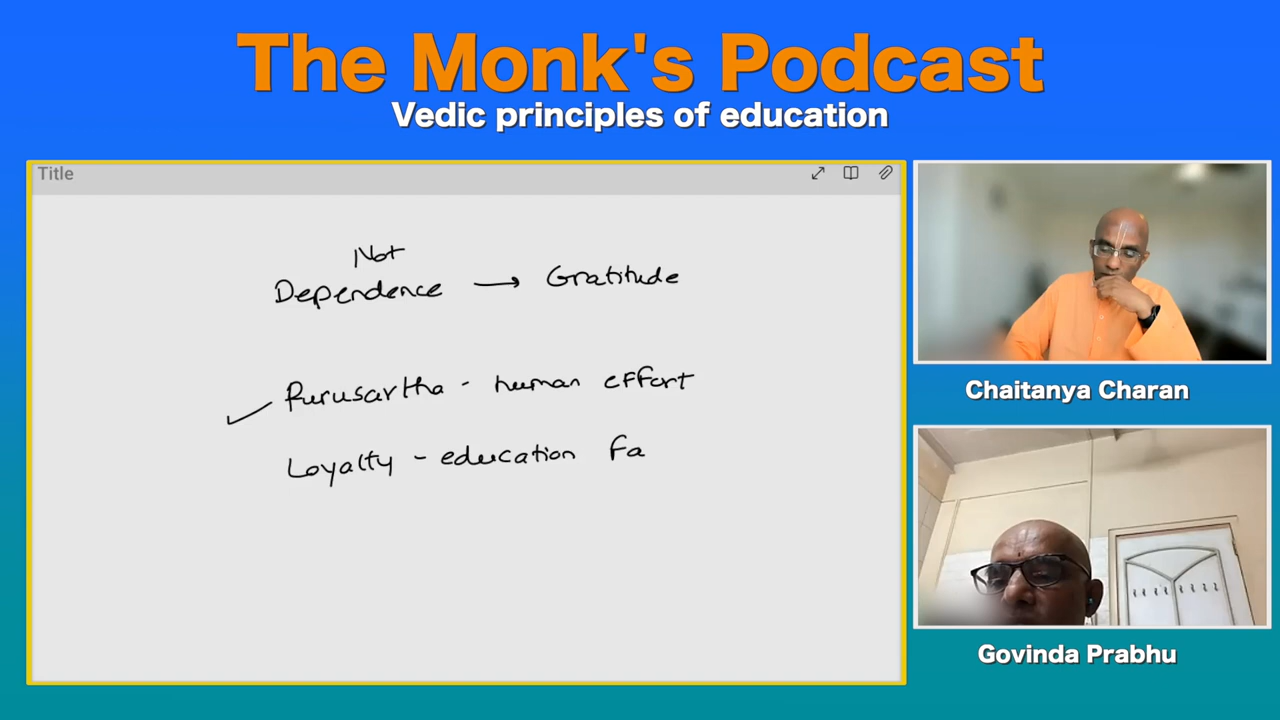 The Monk's Podcast
Vedic principles of education
Title
Not
Dependence → Gratitude
Purusartha - human effort
Loyalty - education Fa
Chaitanya Charan
Govinda Prabhu